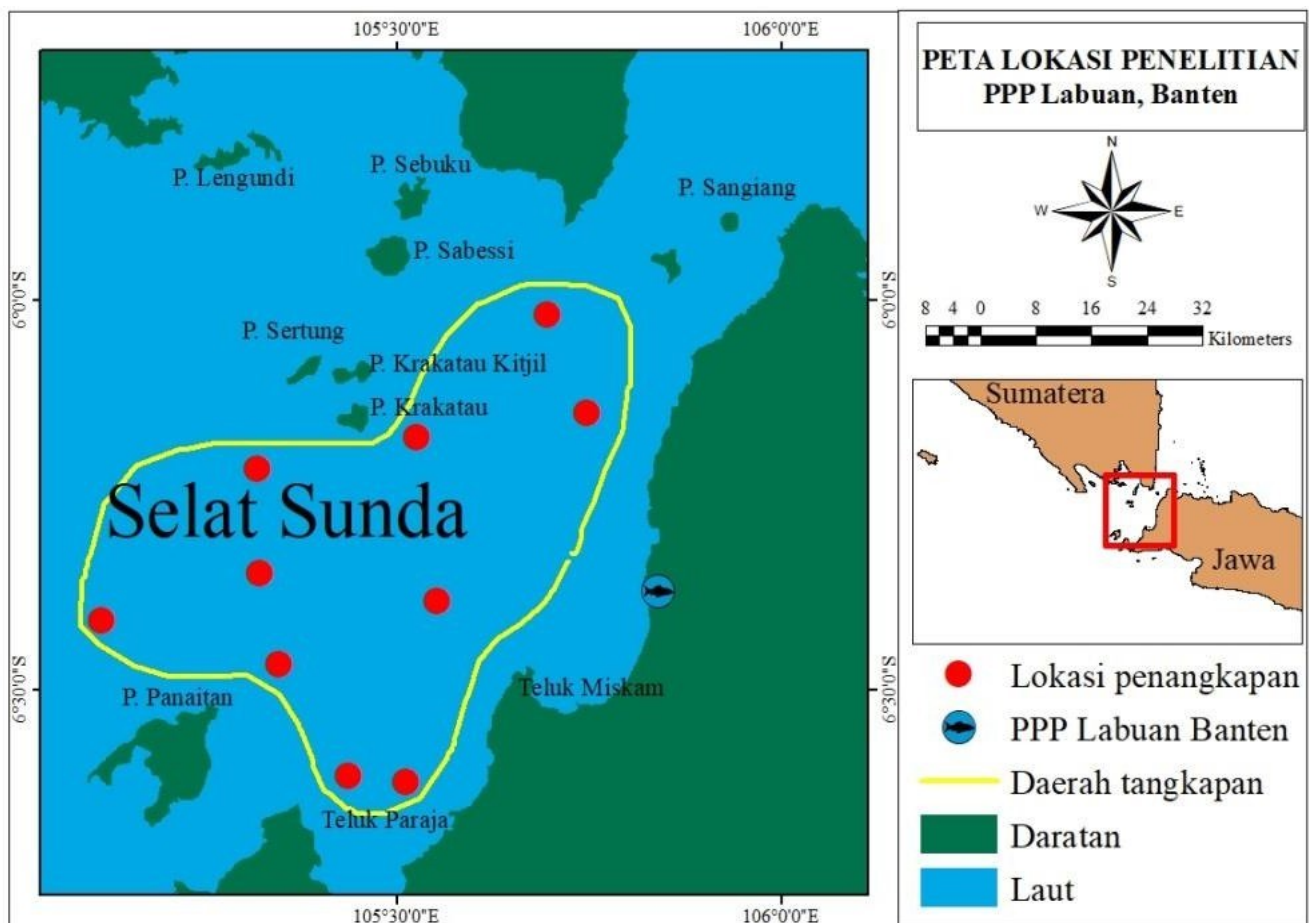 105°30'0"E
106°0'0"E
P. Lengundi
P. Sebuku
P. Sangiang
P. Sabessi
6°0'0"S
6°0'0"S
P. Sertung
P. Krakatau Kitjil
P. Krakatau
Selat Sunda
6°30'0"S
6°30'0"S
Teluk Miskam
P. Panaitan
Teluk Paraja
105°30'0"E
106°0'0"E
PETA LOKASI PENELITIAN
PPP Labuan, Banten
N
W
E
S
8 4 0 8 16 24 32
Kilometers
Sumatera
Jawa
Lokasi penangkapan
PPP Labuan Banten
Daerah tangkapan
Daratan
Laut